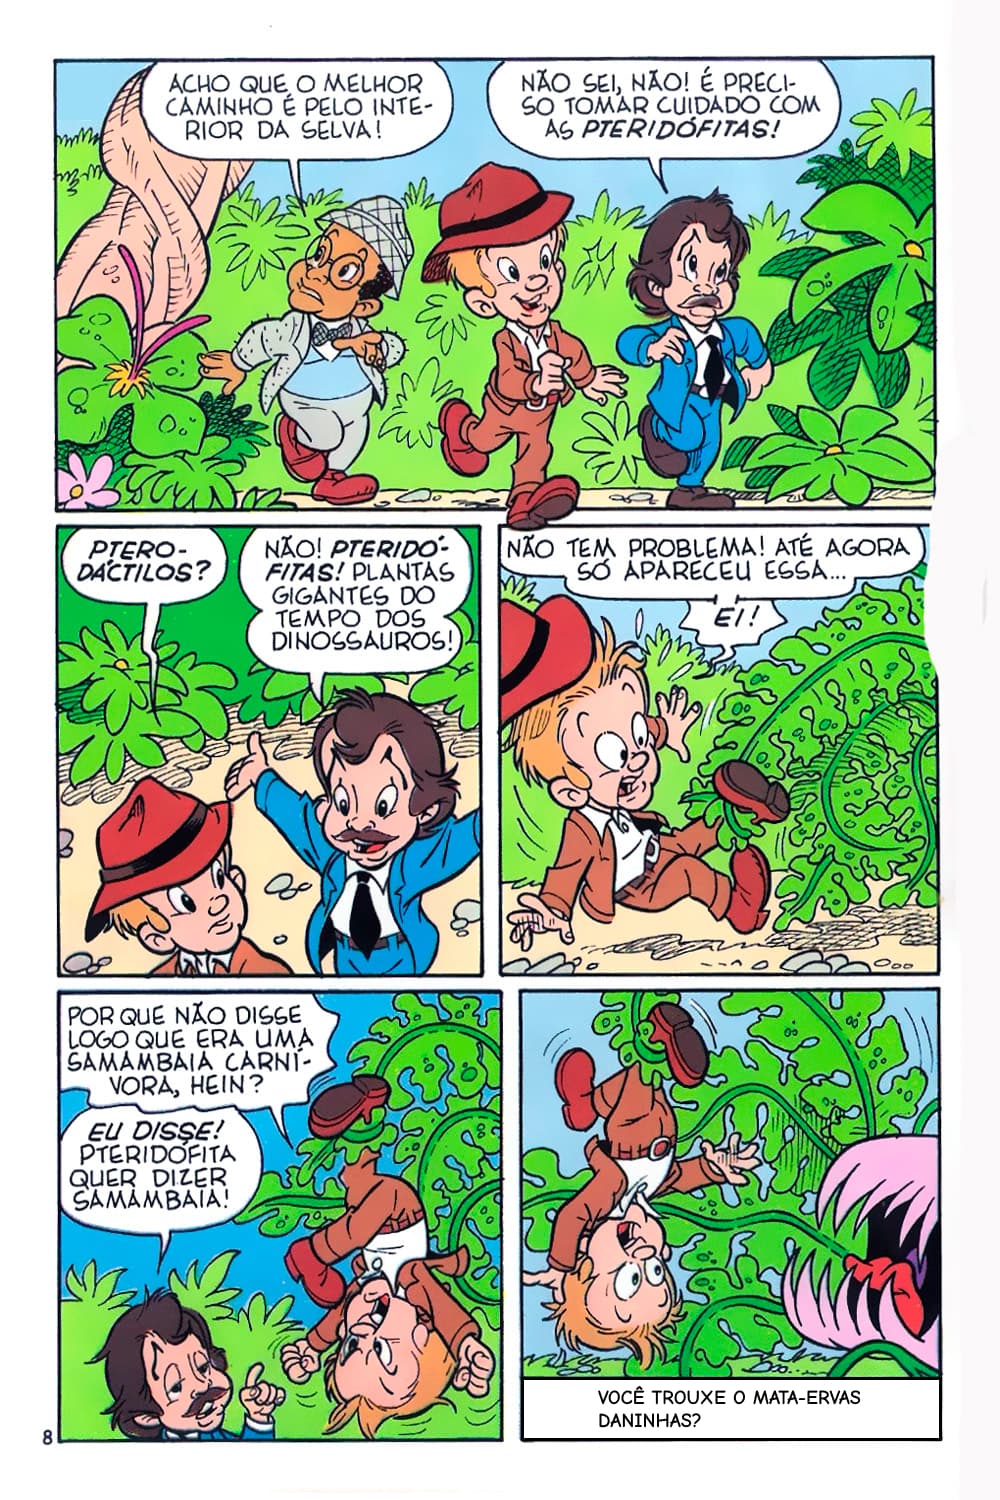 ACHO QUE O MELHOR
CAMINHO É PELO INTE-
RIOR DA SELVA!
NÃO SEI, NÃO! É PRECI-
SO TOMAR CUIDADO COM
AS PTERIDÓFITAS!
PTERO-
DÁCTILOS?
NÃO! PTERIDÓ-
FITAS! PLANTAS
GIGANTES DO
TEMPO DOS
DINOSSAUROS!
NÃO TEM PROBLEMA! ATÉ AGORA
SÓ APARECEU ESSA...
EI!
POR QUE NÃO DISSE
LOGO QUE ERA UMA
SAMAMBAIA CARNÍ-
VORA, HEIN?
EU DISSE!
PTERIDÓFITA
QUER DIZER
SAMAMBAIA!
VOCÊ TROUXE O MATA-ERVAS
DANINHAS?
8